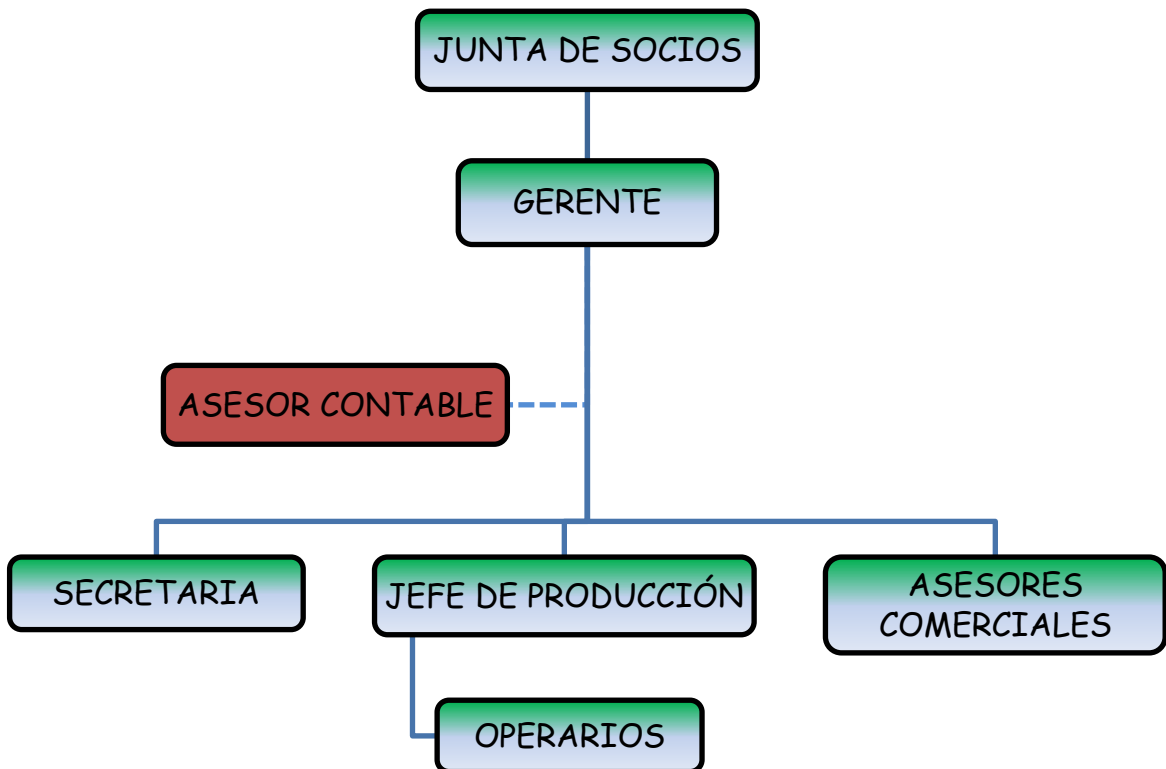 JUNTA DE SOCIOS
GERENTE
ASESOR CONTABLE
SECRETARIA
JEFE DE PRODUCCIÓN
ASESORES
COMERCIALES
OPERARIOS